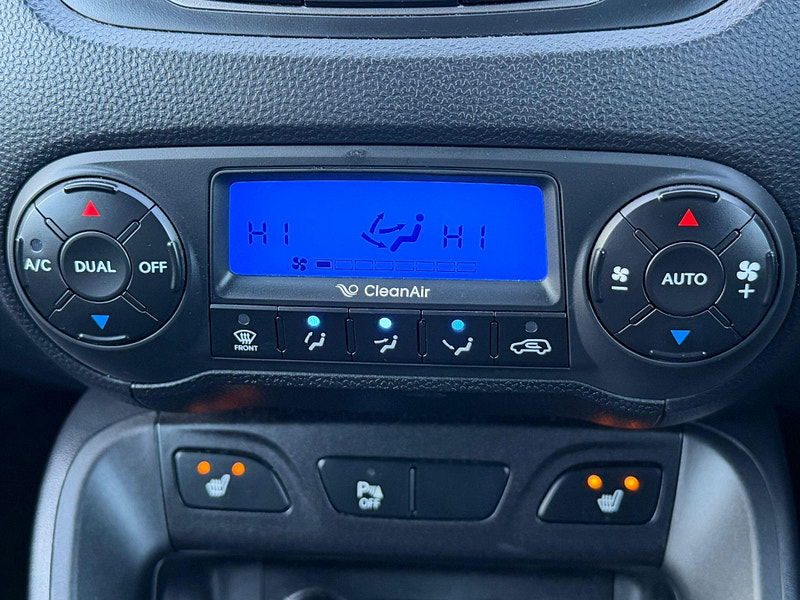 HI HI
CleanAir
A/C DUAL OFF
AUTO
- +
FRONT
P OFF